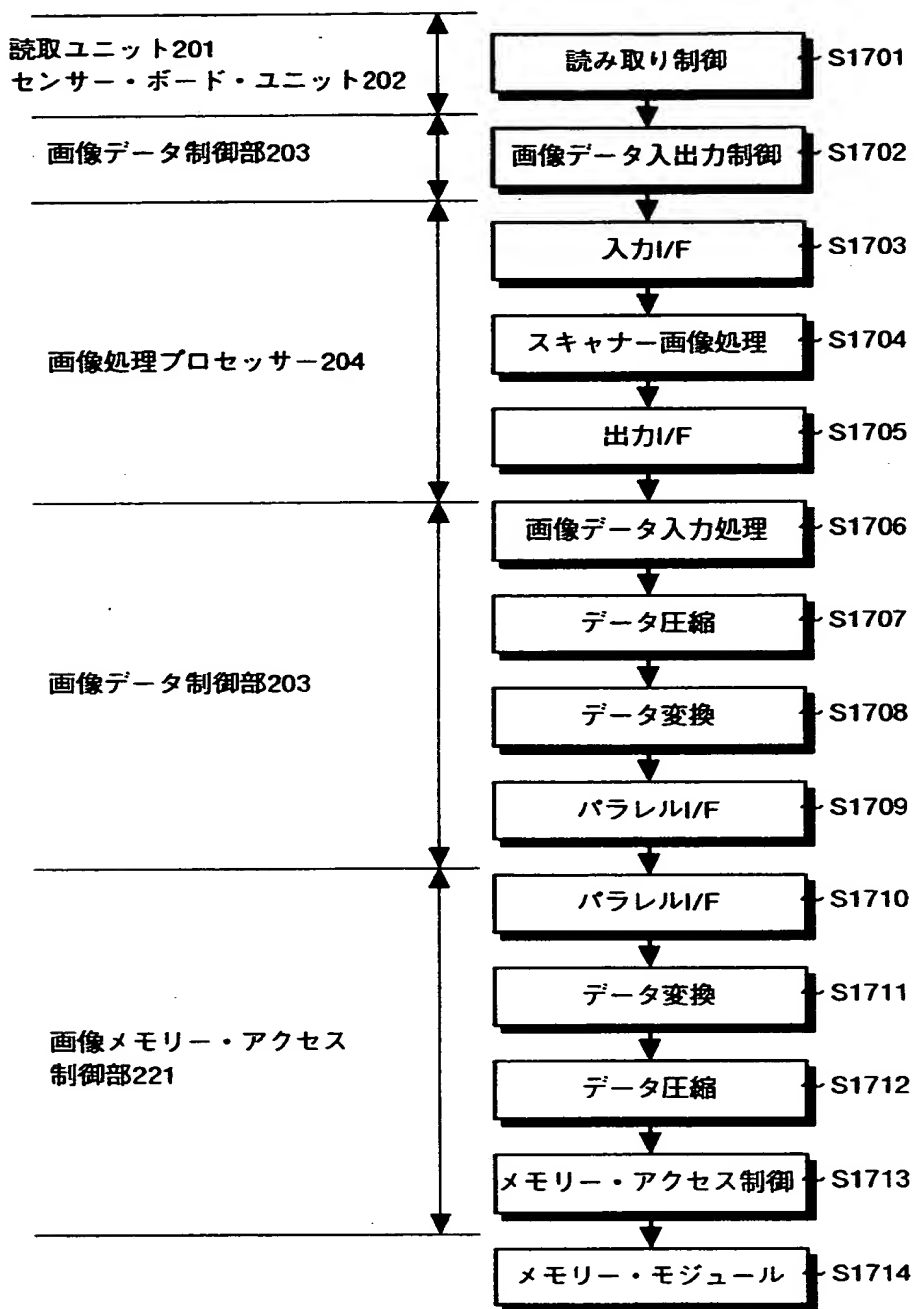 読取ユニット201
センサー・ボード・ユニット202
読み取り制御 S1701
画像データ制御部203
画像データ入出力制御 S1702
入力I/F S1703
画像処理プロセッサー204
スキャナー画像処理 S1704
出力I/F S1705
画像データ入力処理 S1706
データ圧縮 S1707
画像データ制御部203
データ変換 S1708
パラレルI/F S1709
パラレルI/F S1710
データ変換 S1711
画像メモリー・アクセス
制御部221
データ圧縮 S1712
メモリー・アクセス制御 S1713
メモリー・モジュール S1714